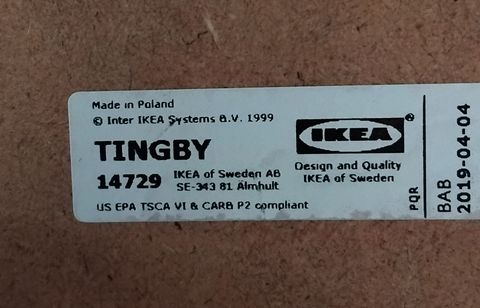 Made in Poland
© Inter IKEA Systems B.V. 1999
TINGBY
14729
IKEA of Sweden AB
SE-343 81 Älmhult
US EPA TSCA VI & CARB P2 compliant
IKEA®
Design and Quality
IKEA of Sweden
PQR
BAB
2019-04-04